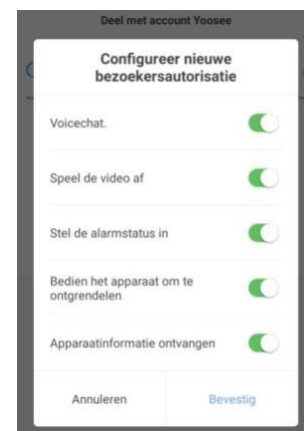 Deel met account Yoosee
Configureer nieuwe
bezoekersautorisatie
Voicechat.
Speel de video af
Stel de alarmstatus in
Bedien het apparaat om te
ontgrendelen
Apparaatinformatie ontvangen
Annuleren
Bevestig